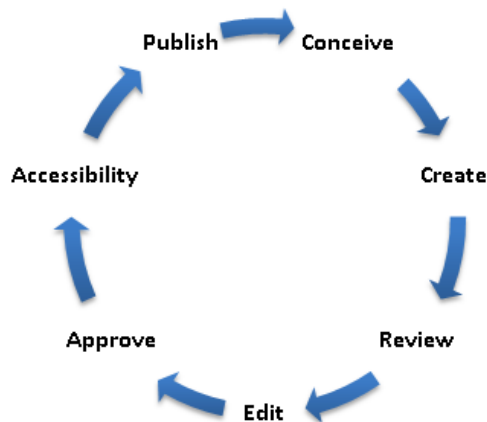 Publish
Conceive
Create
Review
Edit
Approve
Accessibility